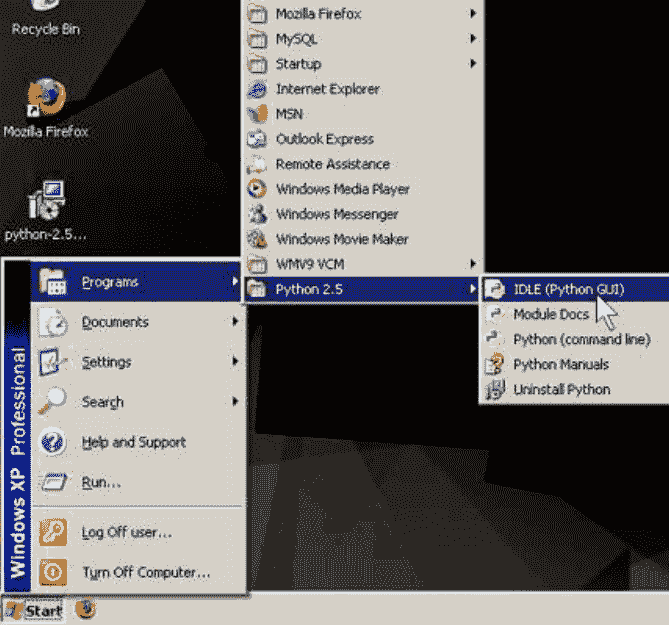 Recycle Bin
Mozilla Firefox
python-2.5...
Mozilla Firefox
MySQL
Startup
Internet Explorer
MSN
Outlook Express
Remote Assistance
Windows Media Player
Windows Messenger
Windows Movie Maker
WMV9 VCM
Python 2.5
IDLE (Python GUI)
Module Docs
Python (command line)
Python Manuals
Uninstall Python
Windows XP Professional
Programs
Documents
Settings
Search
Help and Support
Run...
Log Off user...
Turn Off Computer...
Start